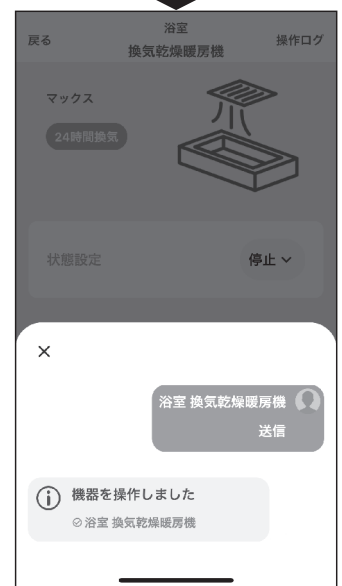 浴室
戻る
換気乾燥暖房機
操作ログ
マックス
24時間換気
状態設定
停止
浴室 換気乾燥暖房機
送信
機器を操作しました
浴室 換気乾燥暖房機